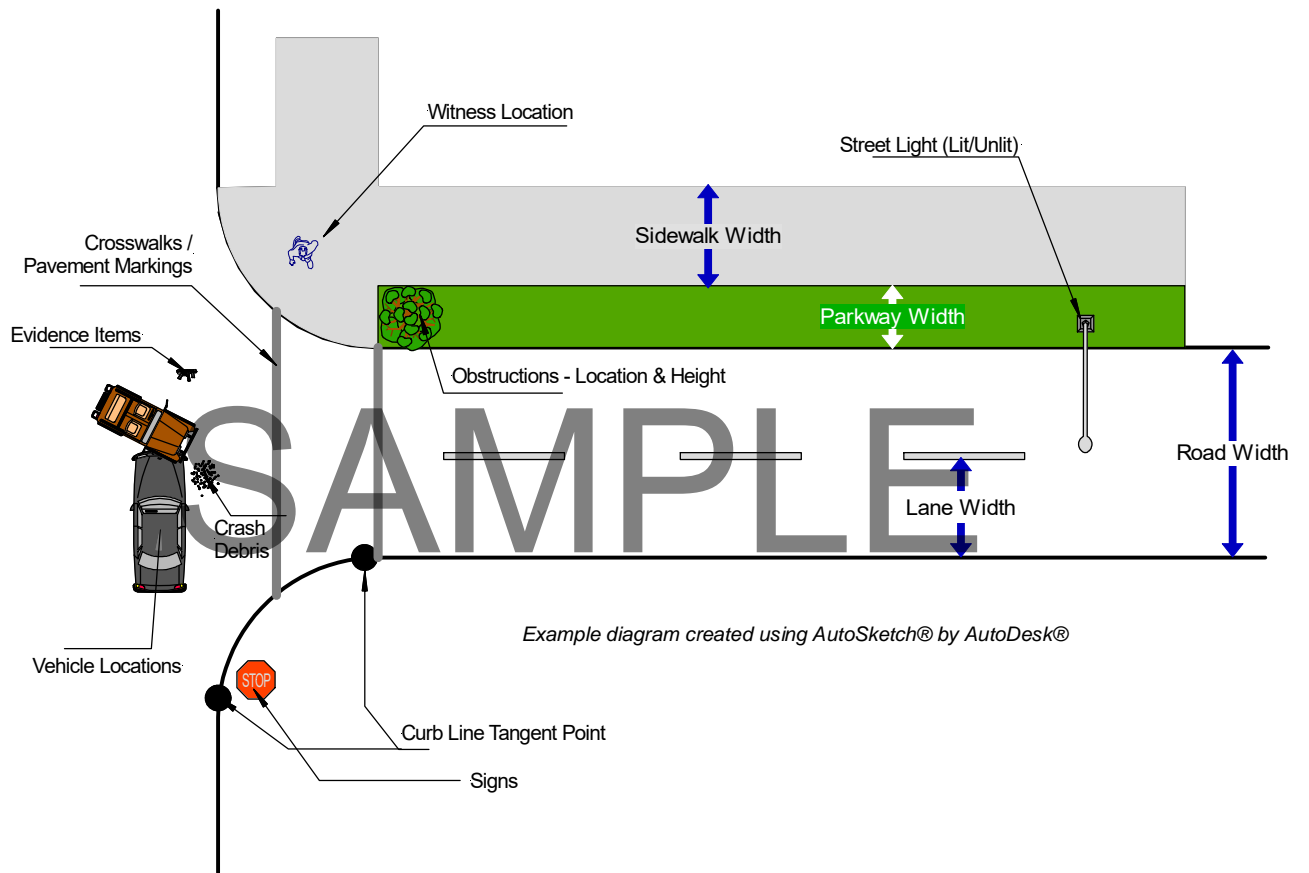 Witness Location
Street Light (Lit/Unlit)
Sidewalk Width
Crosswalks /
Pavement Markings
Parkway Width
Evidence Items
Obstructions - Location & Height
SAMPLE
Road Width
Lane Width
Crash
Debris
Example diagram created using AutoSketch® by AutoDesk®
Vehicle Locations
STOP
Curb Line Tangent Point
Signs